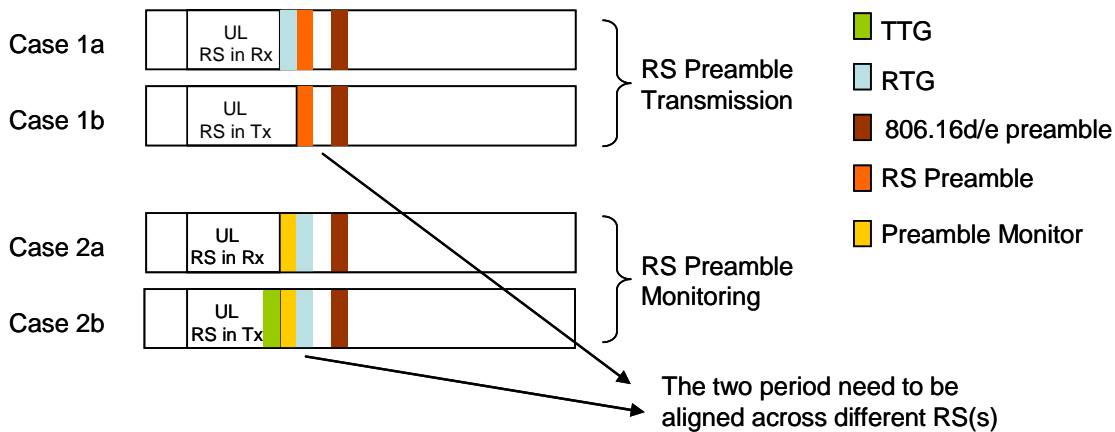 Case 1a
UL
RS in Rx
Case 1b
UL
RS in Tx
RS Preamble
Transmission
Case 2a
UL
RS in Rx
Case 2b
UL
RS in Tx
RS Preamble
Monitoring
TTG
RTG
806.16d/e preamble
RS Preamble
Preamble Monitor
The two period need to be
aligned across different RS(s)